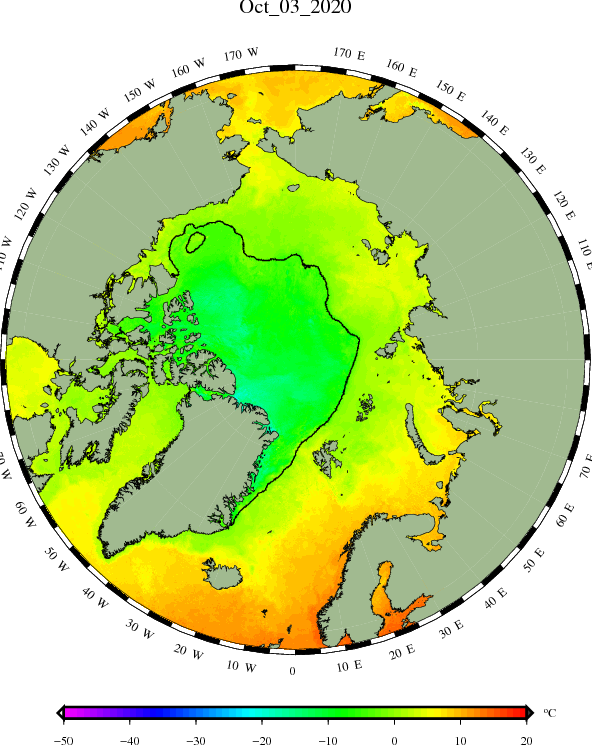 Oct_03_2020
170 W
170 E
160 W
160 E
150 W
150 E
140 W
140 E
130 W
130 E
120 W
120 E
110 E
60 W
70 E
50 W
60 E
40 W
50 E
30 W
40 E
20 W
30 E
10 W
20 E
0
10 E
°C
−50 −40 −30 −20 −10 0 10 20